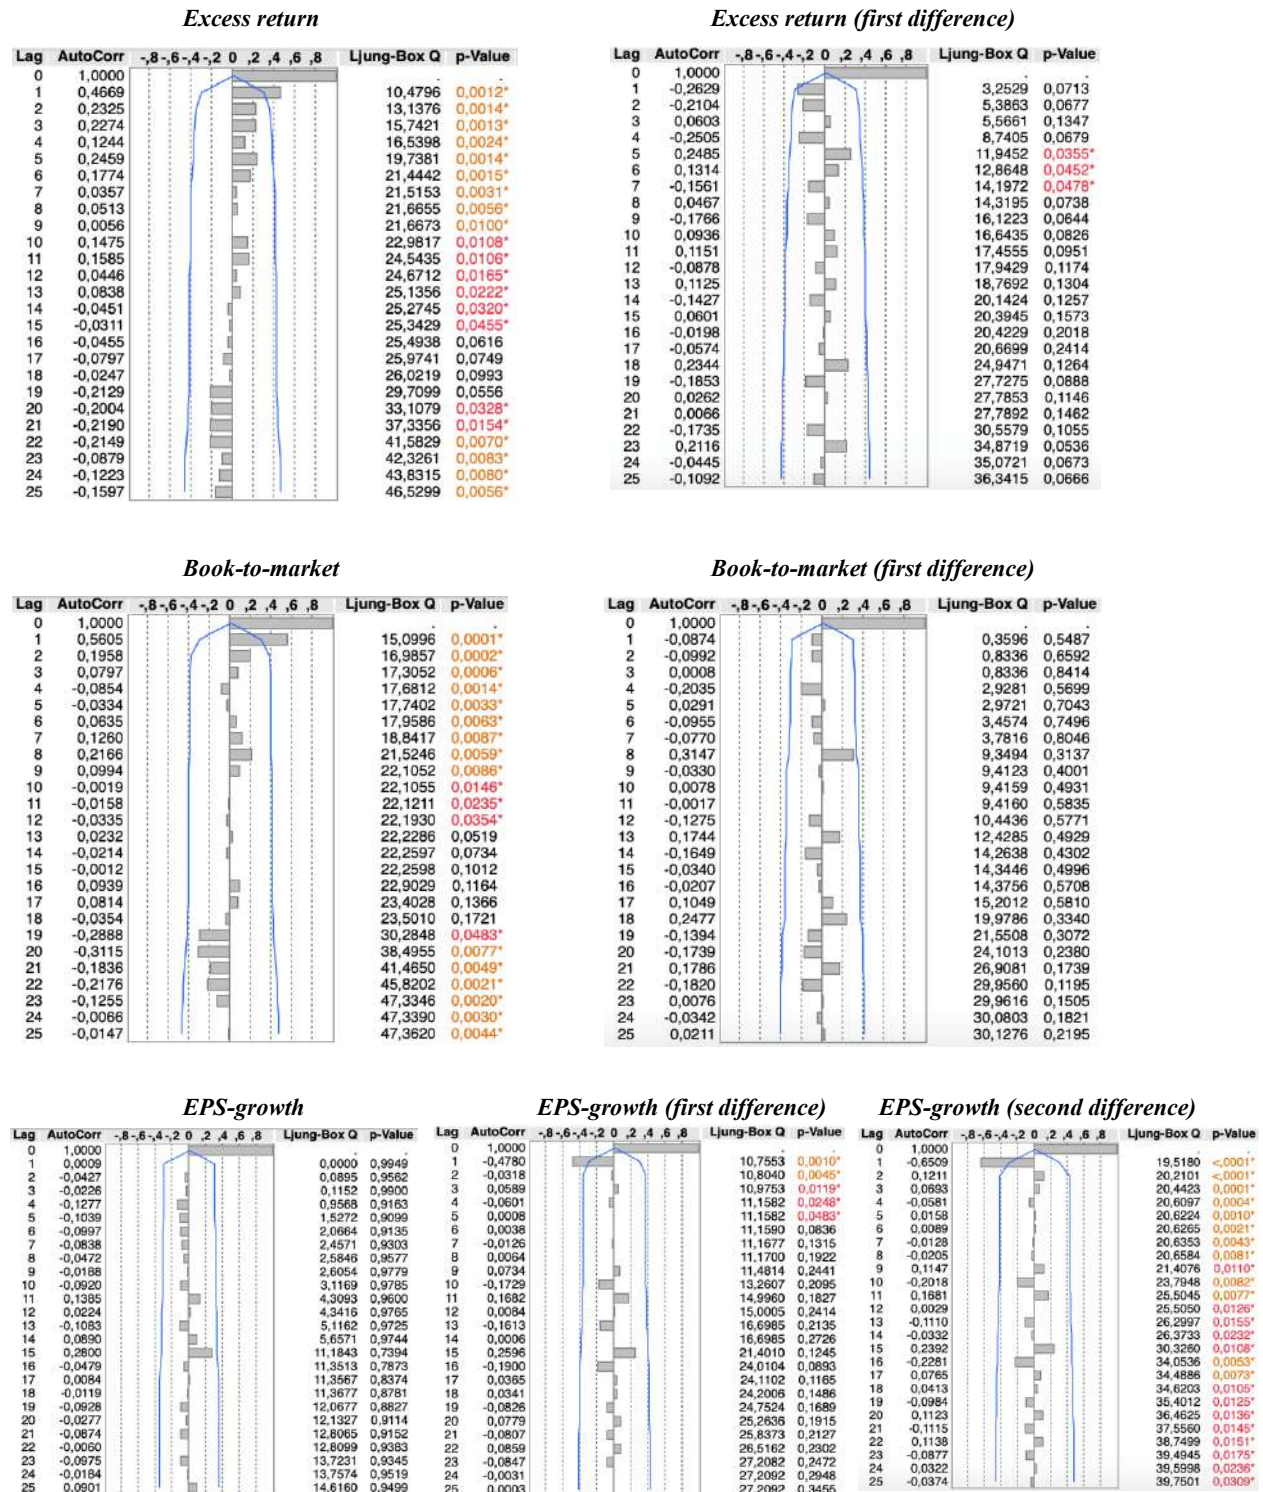 Excess return
Lag AutoCorr -,8 -,6 -,4 -,2 0 ,2 ,4 ,6 ,8 Ljung-Box Q p-Value
0 1,0000 . .
1 0,4669 10,4796 0,0012*
2 0,2325 13,1376 0,0014*
3 0,2274 15,7421 0,0013*
4 0,1244 16,5398 0,0024*
5 0,2459 19,7381 0,0014*
6 0,1774 21,4442 0,0015*
7 0,0357 21,5153 0,0031*
8 0,0513 21,6655 0,0056*
9 0,0056 21,6673 0,0100*
10 0,1475 22,9817 0,0108*
11 0,1585 24,5435 0,0106*
12 0,0446 24,6712 0,0165*
13 0,0838 25,1356 0,0222*
14 -0,0451 25,2745 0,0320*
15 -0,0311 25,3429 0,0455*
16 -0,0455 25,4938 0,0616
17 -0,0797 25,9741 0,0749
18 -0,0247 26,0219 0,0993
19 -0,2129 29,7099 0,0556
20 -0,2004 33,1079 0,0328*
21 -0,2190 37,3356 0,0154*
22 -0,2149 41,5829 0,0070*
23 -0,0879 42,3261 0,0083*
24 -0,1223 43,8315 0,0080*
25 -0,1597 46,5299 0,0056*
Excess return (first difference)
Lag AutoCorr -,8 -,6 -,4 -,2 0 ,2 ,4 ,6 ,8 Ljung-Box Q p-Value
0 1,0000 . .
1 -0,2629 3,2529 0,0713
2 -0,2104 5,3863 0,0677
3 0,0603 5,5661 0,1347
4 -0,2505 8,7405 0,0679
5 0,2485 11,9452 0,0355*
6 0,1314 12,8648 0,0452*
7 -0,1561 14,1972 0,0478*
8 0,0467 14,3195 0,0738
9 -0,1766 16,1223 0,0644
10 0,0936 16,6435 0,0826
11 0,1151 17,4555 0,0951
12 -0,0878 17,9429 0,1174
13 0,1125 18,7692 0,1304
14 -0,1427 20,1424 0,1257
15 0,0601 20,3945 0,1573
16 -0,0198 20,4229 0,2018
17 -0,0574 20,6699 0,2414
18 0,2344 24,9471 0,1264
19 -0,1853 27,7275 0,0888
20 0,0262 27,7853 0,1146
21 0,0066 27,7892 0,1462
22 -0,1735 30,5579 0,1055
23 0,2116 34,8719 0,0536
24 -0,0445 35,0721 0,0673
25 -0,1092 36,3415 0,0666
Book-to-market
Lag AutoCorr -,8 -,6 -,4 -,2 0 ,2 ,4 ,6 ,8 Ljung-Box Q p-Value
0 1,0000 . .
1 0,5605 15,0996 0,0001*
2 0,1958 16,9857 0,0002*
3 0,0797 17,3052 0,0006*
4 -0,0854 17,6812 0,0014*
5 -0,0334 17,7402 0,0033*
6 0,0635 17,9586 0,0063*
7 0,1260 18,8417 0,0087*
8 0,2166 21,5246 0,0059*
9 0,0994 22,1052 0,0086*
10 -0,0019 22,1055 0,0146*
11 -0,0158 22,1211 0,0235*
12 -0,0335 22,1930 0,0354*
13 0,0232 22,2286 0,0519
14 -0,0214 22,2597 0,0734
15 -0,0012 22,2598 0,1012
16 0,0939 22,9029 0,1164
17 0,0814 23,4028 0,1366
18 -0,0354 23,5010 0,1721
19 -0,2888 30,2848 0,0483*
20 -0,3115 38,4955 0,0077*
21 -0,1836 41,4650 0,0049*
22 -0,2176 45,8202 0,0021*
23 -0,1255 47,3346 0,0020*
24 -0,0066 47,3390 0,0030*
25 -0,0147 47,3620 0,0044*
Book-to-market (first difference)
Lag AutoCorr -,8 -,6 -,4 -,2 0 ,2 ,4 ,6 ,8 Ljung-Box Q p-Value
0 1,0000 . .
1 -0,0874 0,3596 0,5487
2 -0,0992 0,8336 0,6592
3 0,0008 0,8336 0,8414
4 -0,2035 2,9281 0,5699
5 0,0291 2,9721 0,7043
6 -0,0955 3,4574 0,7496
7 -0,0770 3,7816 0,8046
8 0,3147 9,3494 0,3137
9 -0,0330 9,4123 0,4001
10 0,0078 9,4159 0,4931
11 -0,0017 9,4160 0,5835
12 -0,1275 10,4436 0,5771
13 0,1744 12,4285 0,4929
14 -0,1649 14,2638 0,4302
15 -0,0340 14,3446 0,4996
16 -0,0207 14,3756 0,5708
17 0,1049 15,2012 0,5810
18 0,2477 19,9786 0,3340
19 -0,1394 21,5508 0,3072
20 -0,1739 24,1013 0,2380
21 0,1786 26,9081 0,1739
22 -0,1820 29,9560 0,1195
23 0,0076 29,9616 0,1505
24 -0,0342 30,0803 0,1821
25 0,0211 30,1276 0,2195
EPS-growth
Lag AutoCorr -,8 -,6 -,4 -,2 0 ,2 ,4 ,6 ,8 Ljung-Box Q p-Value
0 1,0000 . .
1 0,0009 0,0000 0,9949
2 -0,0427 0,0895 0,9562
3 -0,0226 0,1152 0,9900
4 -0,1277 0,9568 0,9163
5 -0,1039 1,5272 0,9099
6 -0,0997 2,0664 0,9135
7 -0,0838 2,4571 0,9303
8 -0,0472 2,5846 0,9577
9 -0,0188 2,6054 0,9779
10 -0,0920 3,1169 0,9785
11 0,1385 4,3093 0,9600
12 0,0224 4,3416 0,9765
13 -0,1083 5,1162 0,9725
14 0,0890 5,6571 0,9744
15 0,2800 11,1843 0,7394
16 -0,0479 11,3513 0,7873
17 0,0084 11,3567 0,8374
18 -0,0119 11,3677 0,8781
19 -0,0928 12,0677 0,8827
20 -0,0277 12,1327 0,9114
21 -0,0874 12,8065 0,9152
22 -0,0060 12,8099 0,9383
23 -0,0975 13,7231 0,9345
24 -0,0184 13,7574 0,9519
25 0,0901 14,6160 0,9499
EPS-growth (first difference)
Lag AutoCorr -,8 -,6 -,4 -,2 0 ,2 ,4 ,6 ,8 Ljung-Box Q p-Value
0 1,0000 . .
1 -0,4780 10,7553 0,0010*
2 -0,0318 10,8040 0,0045*
3 0,0589 10,9753 0,0119*
4 -0,0601 11,1582 0,0248*
5 0,0008 11,1582 0,0483*
6 0,0038 11,1590 0,0836
7 -0,0126 11,1677 0,1315
8 0,0064 11,1700 0,1922
9 0,0734 11,4814 0,2441
10 -0,1729 13,2607 0,2095
11 0,1682 14,9960 0,1827
12 0,0084 15,0005 0,2414
13 -0,1613 16,6985 0,2135
14 0,0006 16,6985 0,2726
15 0,2596 21,4010 0,1245
16 -0,1900 24,0104 0,0893
17 0,0365 24,1102 0,1165
18 0,0341 24,2006 0,1486
19 -0,0826 24,7524 0,1689
20 0,0779 25,2636 0,1915
21 -0,0807 25,8373 0,2127
22 0,0859 26,5162 0,2302
23 -0,0847 27,2082 0,2472
24 -0,0031 27,2092 0,2948
25 0,0003 27,2092 0,3455
EPS-growth (second difference)
Lag AutoCorr -,8 -,6 -,4 -,2 0 ,2 ,4 ,6 ,8 Ljung-Box Q p-Value
0 1,0000 . .
1 -0,6509 19,5180 <,0001*
2 0,1211 20,2101 <,0001*
3 0,0693 20,4423 0,0001*
4 -0,0581 20,6097 0,0004*
5 0,0158 20,6224 0,0010*
6 0,0089 20,6265 0,0021*
7 -0,0128 20,6353 0,0043*
8 -0,0205 20,6584 0,0081*
9 0,1147 21,4076 0,0110*
10 -0,2018 23,7948 0,0082*
11 0,1681 25,5045 0,0077*
12 0,0029 25,5050 0,0126*
13 -0,1110 26,2997 0,0155*
14 -0,0332 26,3733 0,0232*
15 0,2392 30,3260 0,0108*
16 -0,2281 34,0536 0,0053*
17 0,0765 34,4886 0,0073*
18 0,0413 34,6203 0,0105*
19 -0,0984 35,4012 0,0125*
20 0,1123 36,4625 0,0136*
21 -0,1115 37,5560 0,0145*
22 0,1138 38,7499 0,0151*
23 -0,0877 39,4945 0,0175*
24 0,0322 39,5998 0,0236*
25 -0,0374 39,7501 0,0309*